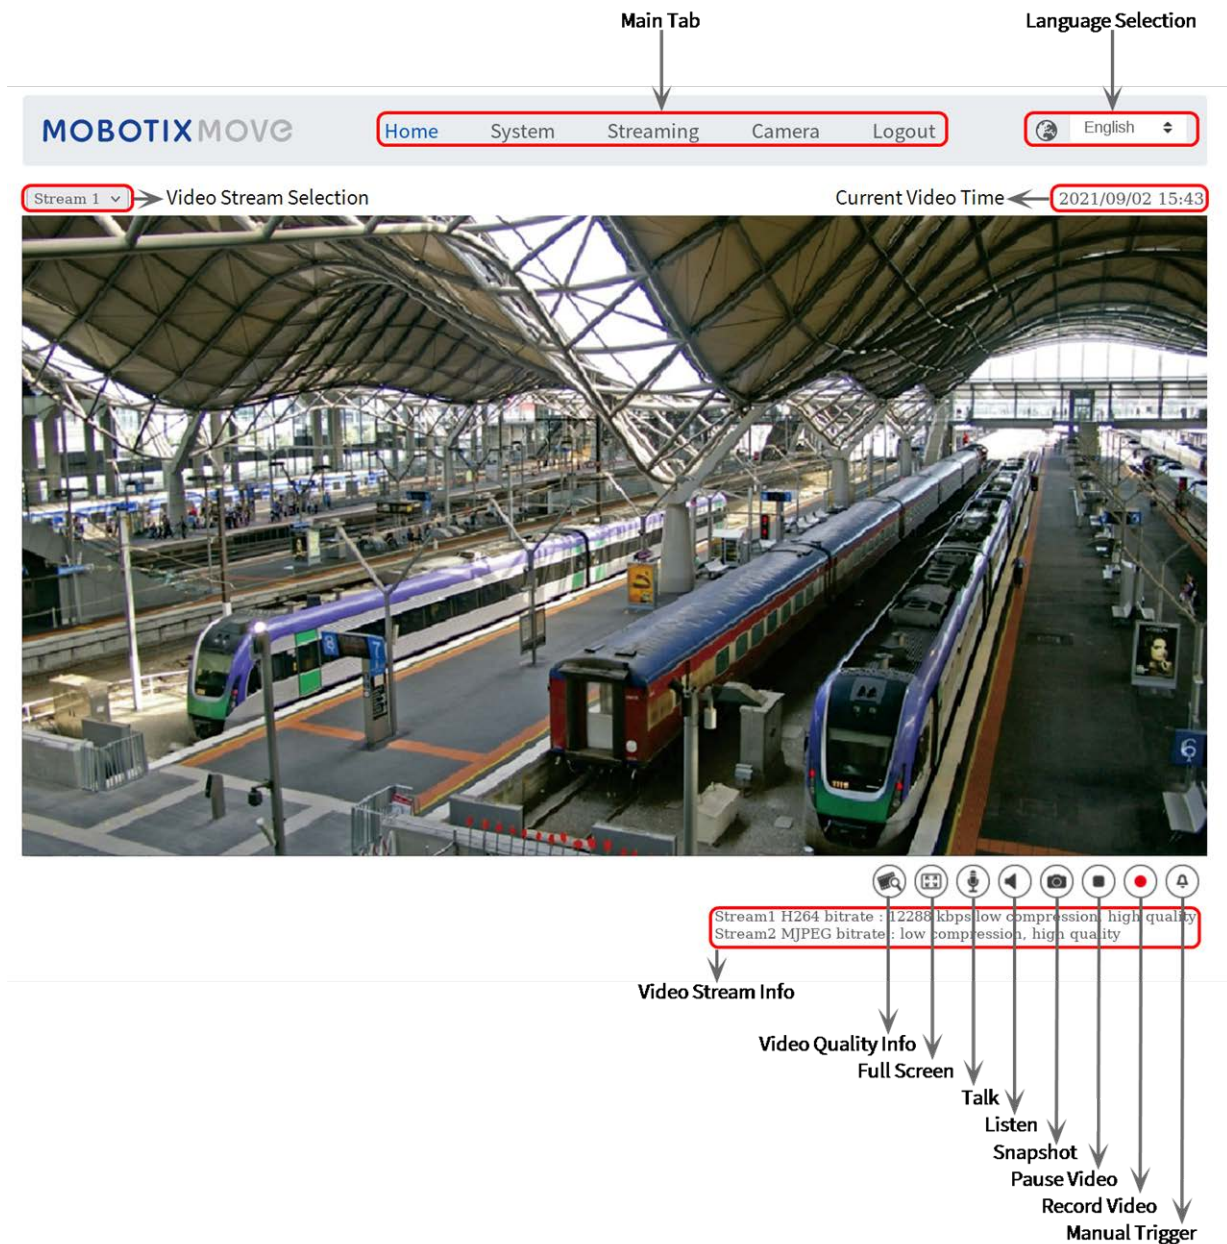 Main Tab
Language Selection
MOBOTIX MOVE
Home System Streaming Camera Logout
English
Stream 1
Video Stream Selection
Current Video Time
2021/09/02 15:43
8
7
6
1116
Stream1 H264 bitrate : 12288 kbps low compression, high quality
Stream2 MJPEG bitrate : low compression, high quality
Video Stream Info
Video Quality Info
Full Screen
Talk
Listen
Snapshot
Pause Video
Record Video
Manual Trigger